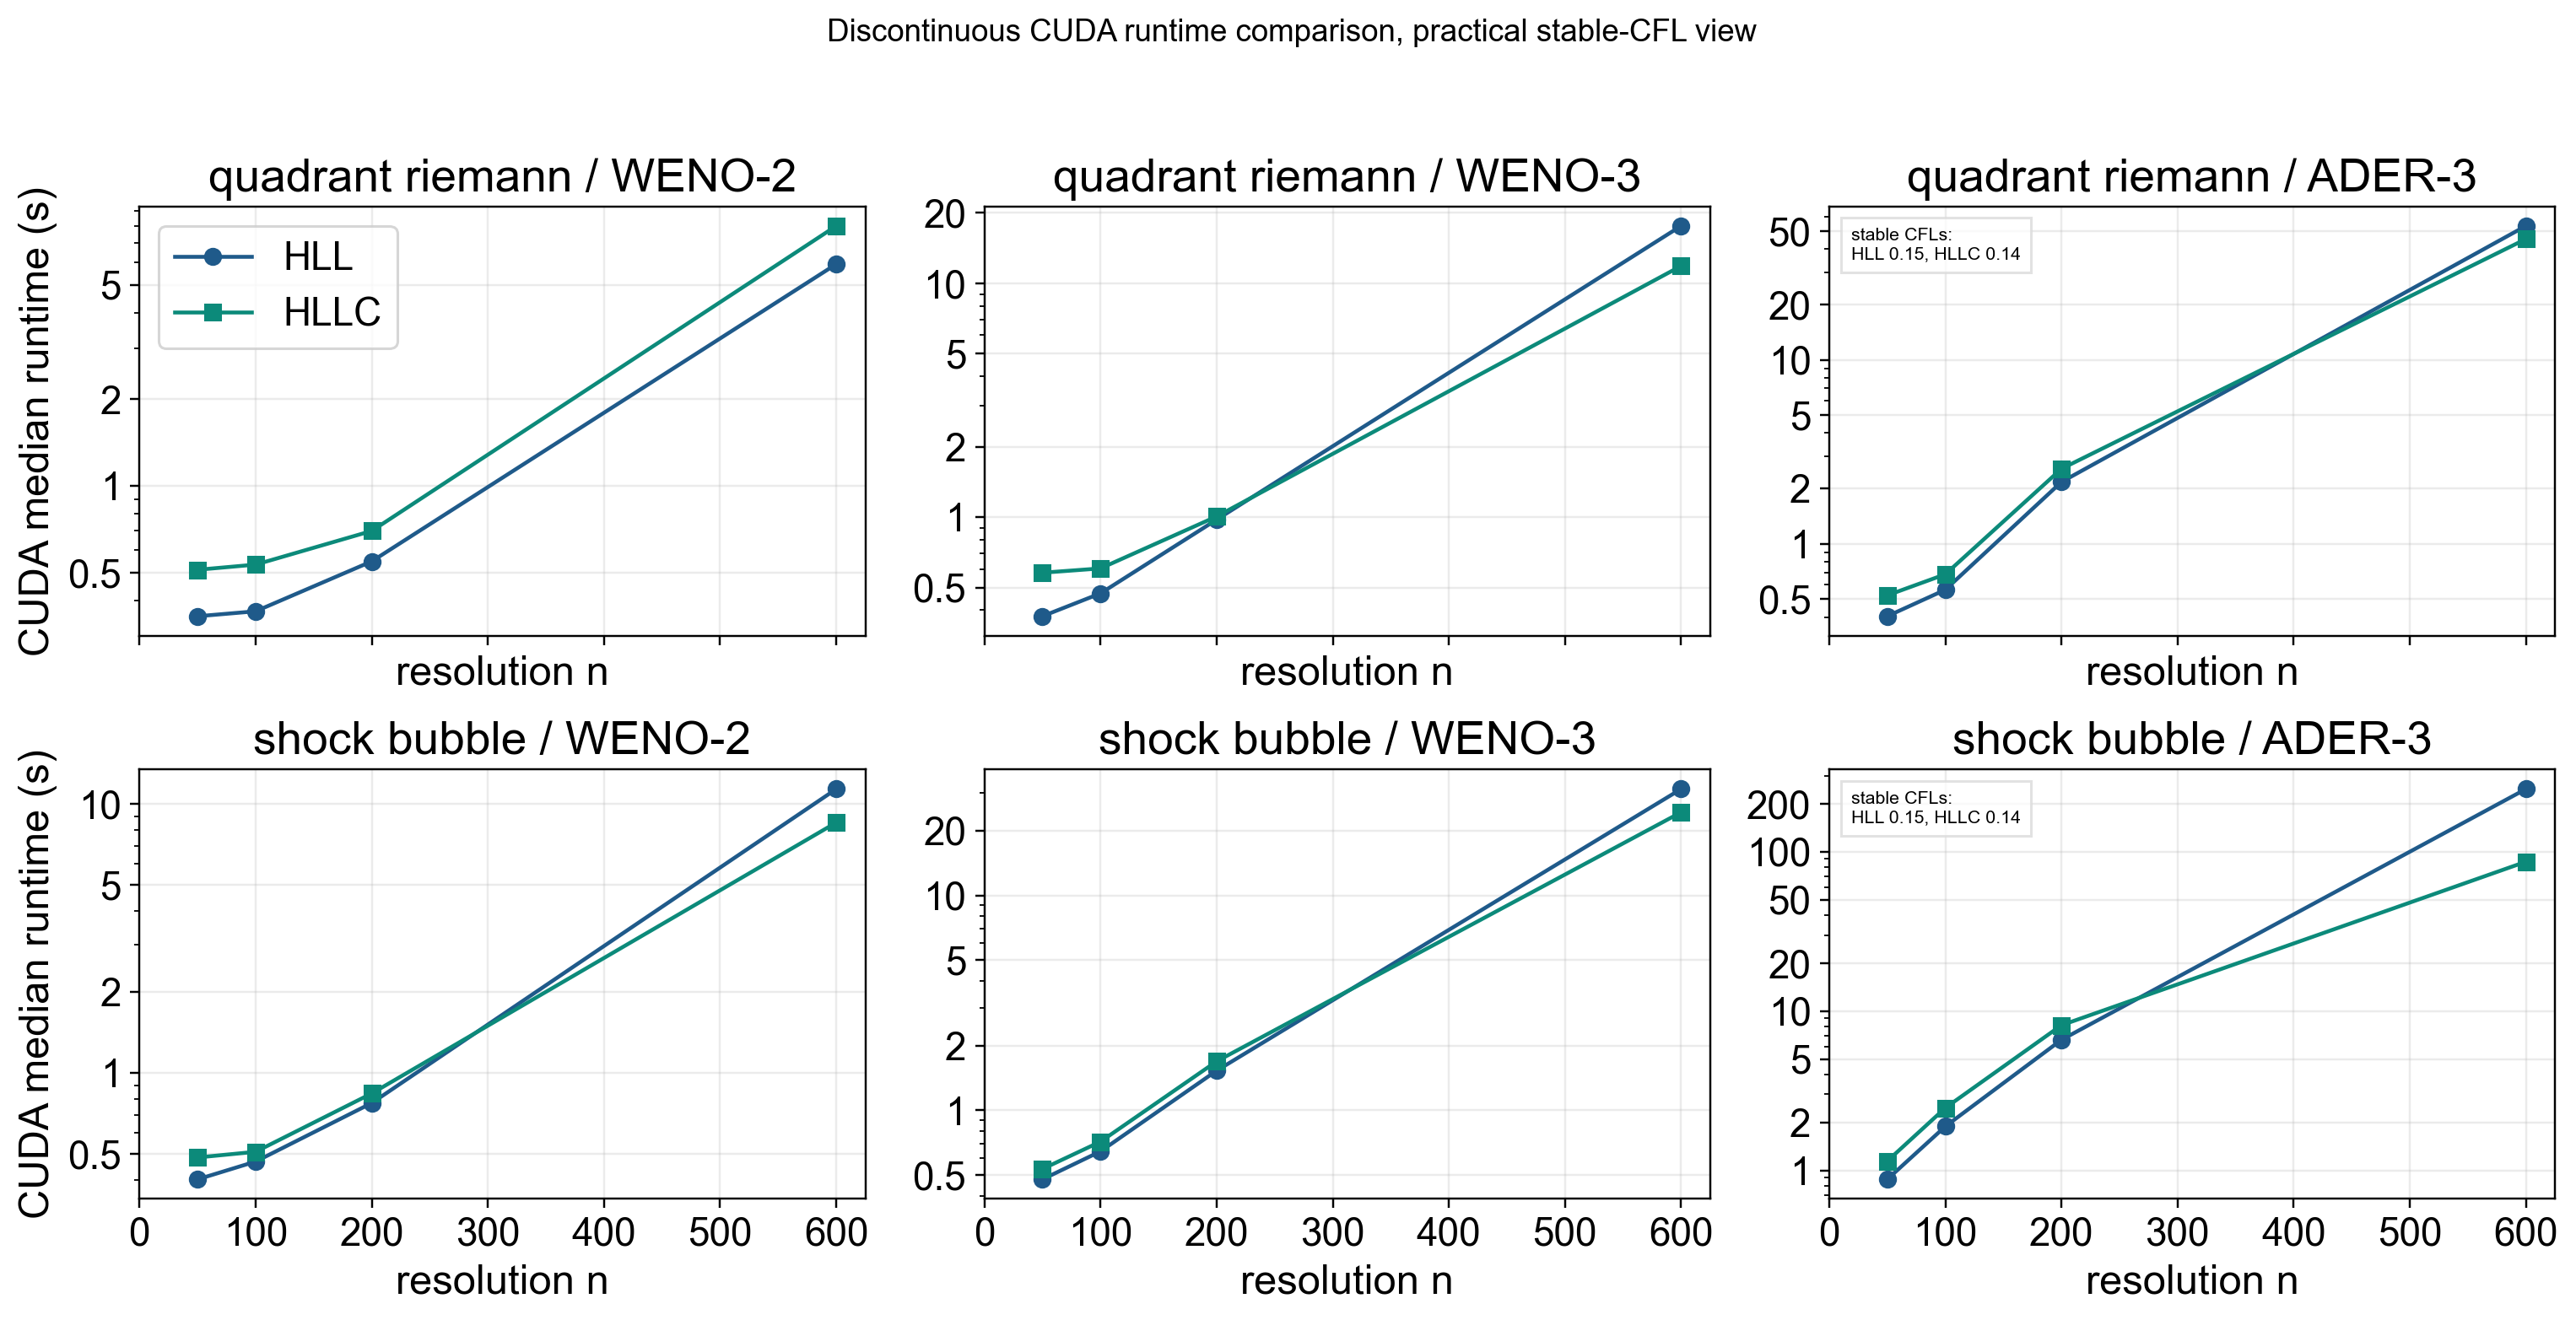 Discontinuous CUDA runtime comparison, practical stable-CFL view
quadrant riemann / WENO-2
CUDA median runtime (s)
5
2
1
0.5
HLL
HLLC
resolution n
quadrant riemann / WENO-3
20
10
5
2
1
0.5
resolution n
quadrant riemann / ADER-3
50
20
10
5
2
1
0.5
stable CFLs:
HLL 0.15, HLLC 0.14
resolution n
shock bubble / WENO-2
CUDA median runtime (s)
10
5
2
1
0.5
0 100 200 300 400 500 600
resolution n
shock bubble / WENO-3
20
10
5
2
1
0.5
0 100 200 300 400 500 600
resolution n
shock bubble / ADER-3
200
100
50
20
10
5
2
1
stable CFLs:
HLL 0.15, HLLC 0.14
0 100 200 300 400 500 600
resolution n